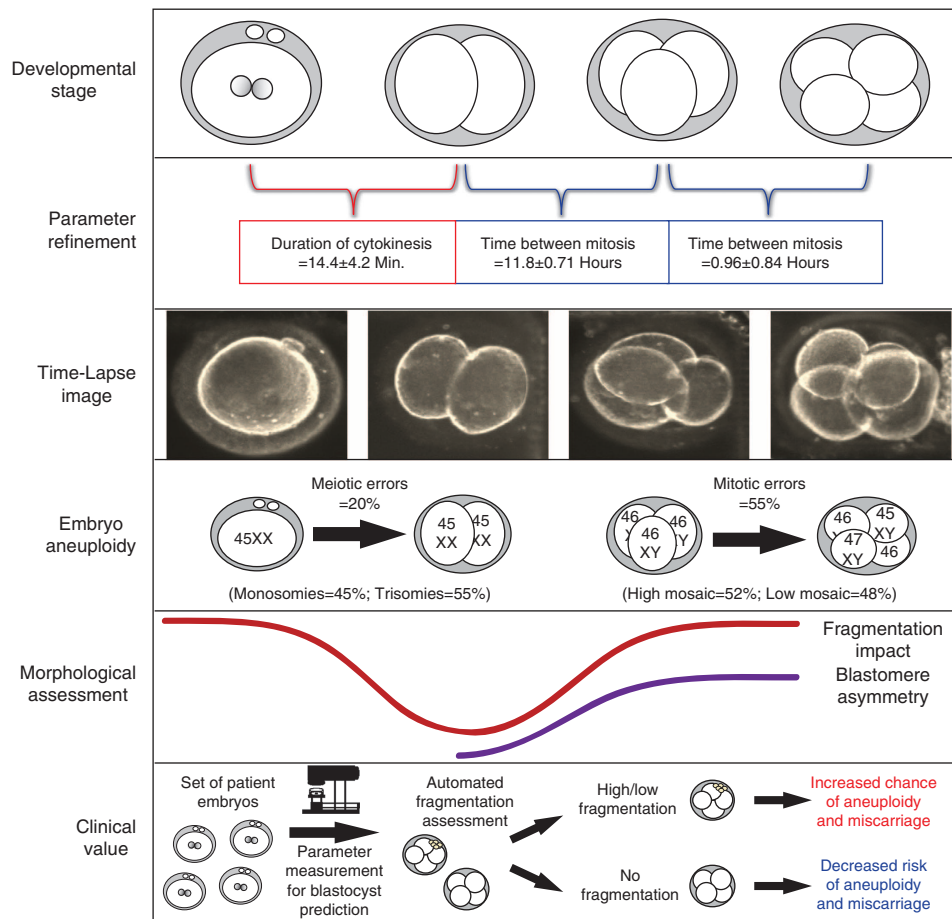 Developmental
stage
Parameter
refinement
Duration of cytokinesis
=14.4±4.2 Min.
Time between mitosis
=11.8±0.71 Hours
Time between mitosis
=0.96±0.84 Hours
Time-Lapse
image
Embryo
aneuploidy
45XX
Meiotic errors
=20%
45
XX
45
XX
(Monosomies=45%; Trisomies=55%)
46
46
XY
46
Mitotic errors
=55%
46
45
XY
47
XY
46
(High mosaic=52%; Low mosaic=48%)
Morphological
assessment
Fragmentation
impact
Blastomere
asymmetry
Clinical
value
Set of patient
embryos
Parameter
measurement
for blastocyst
prediction
Automated
fragmentation
assessment
High/low
fragmentation
Increased chance
of aneuploidy
and miscarriage
No
fragmentation
Decreased risk
of aneuploidy
and miscarriage